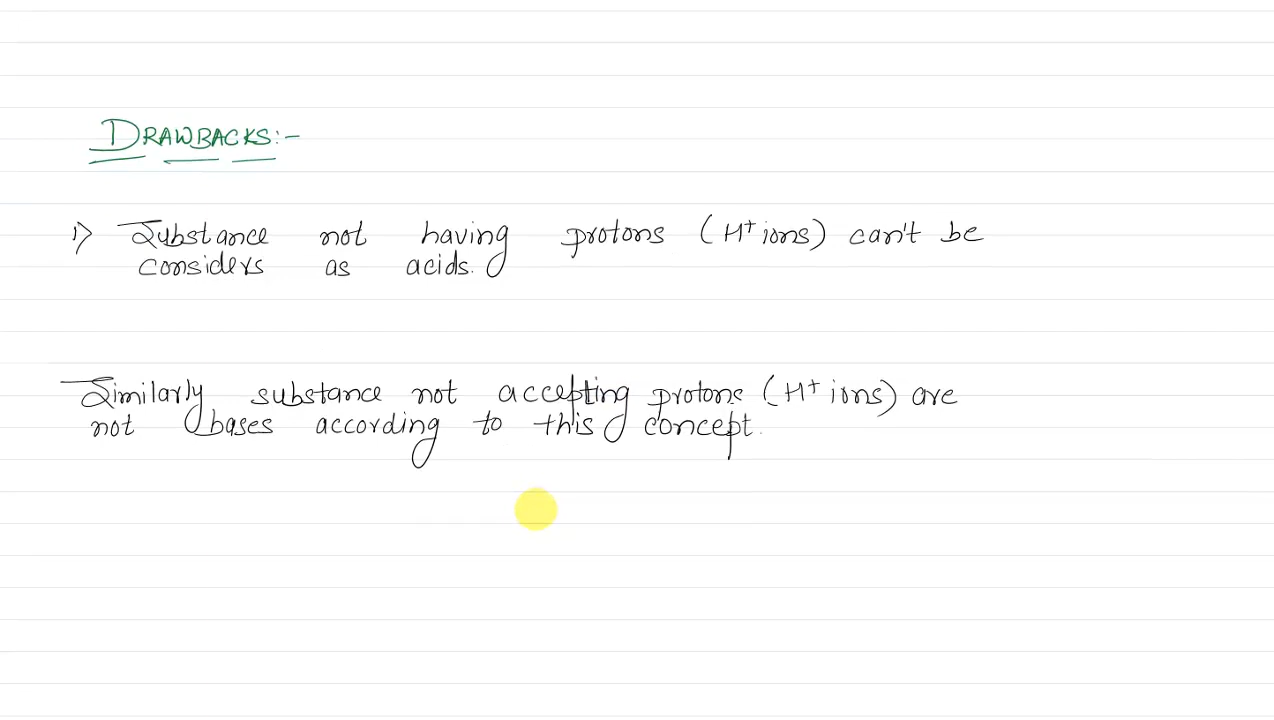 DRAWBACKS:-
1) Substance not having protons (H+ ions) can't be
considers as acids.
Similarly substance not accepting protons (H+ ions) are
not bases according to this concept.